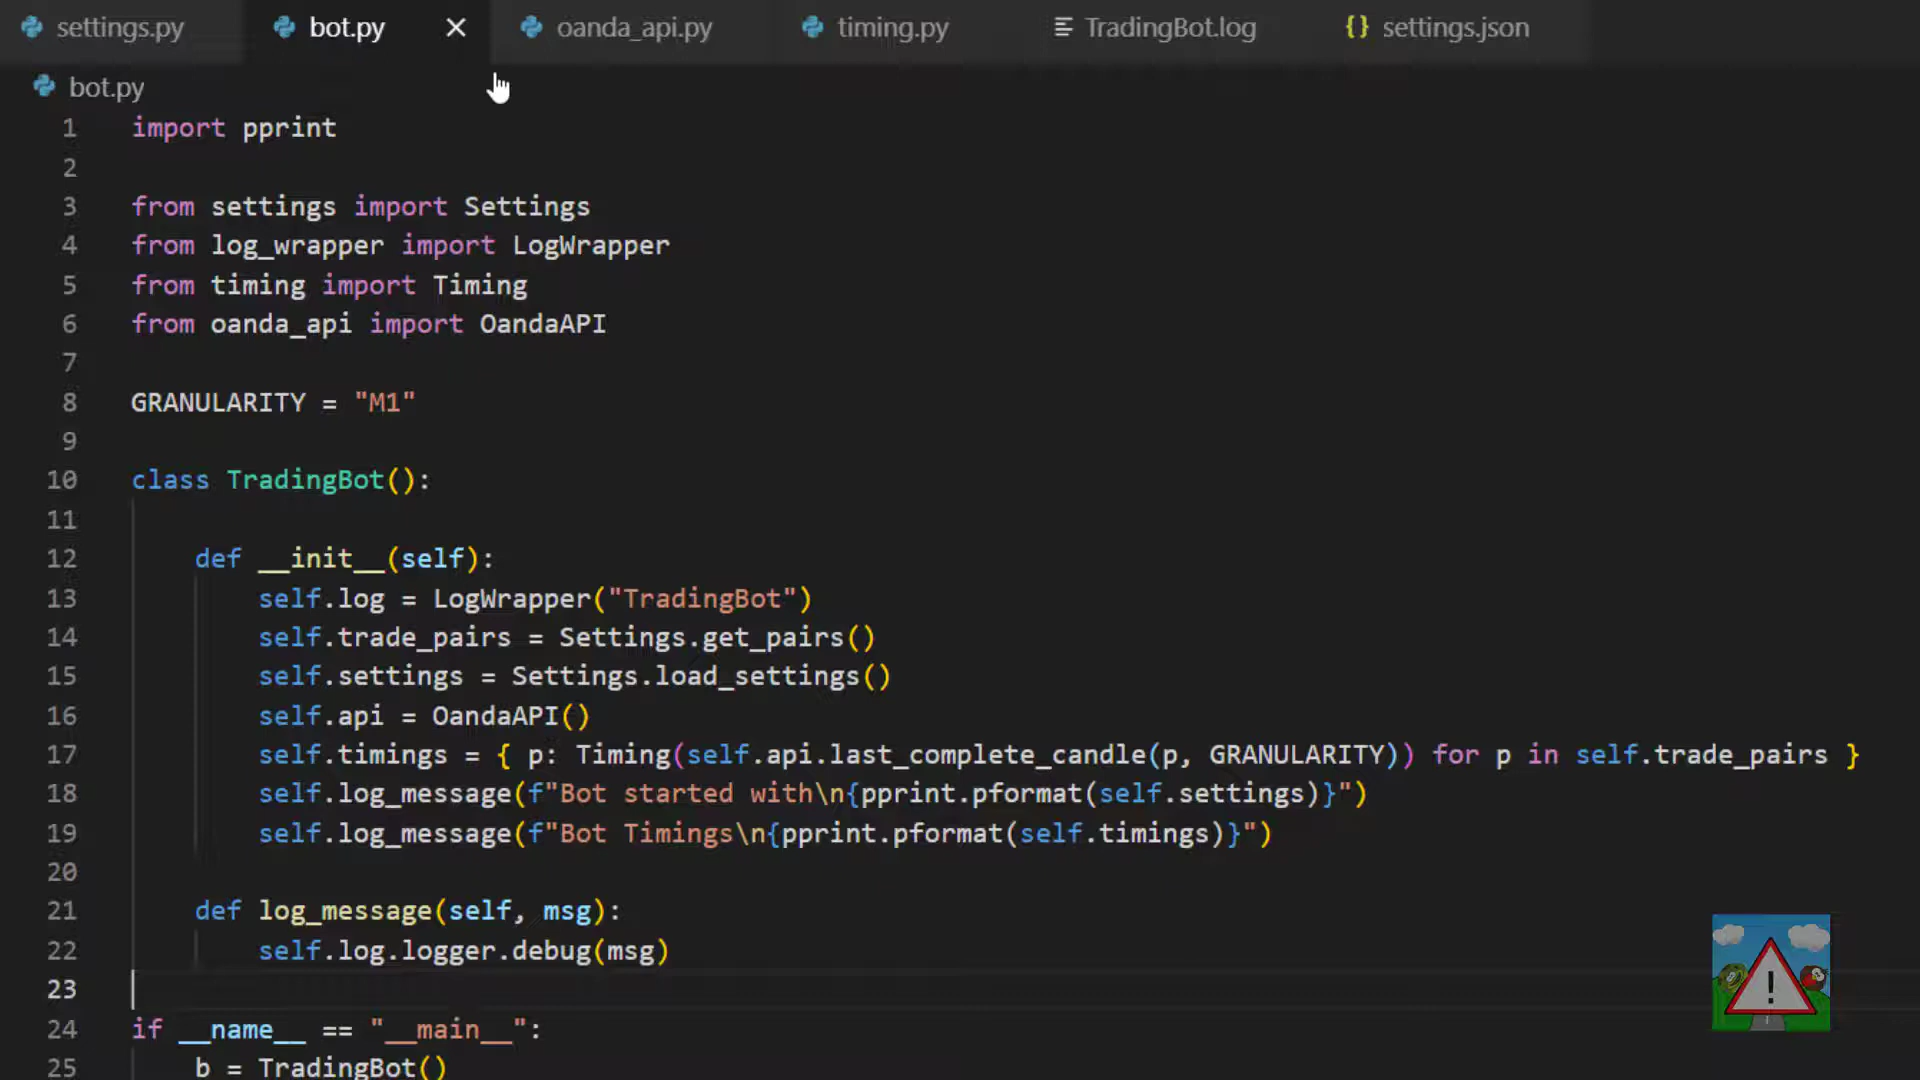 settings.py bot.py oanda_api.py timing.py TradingBot.log {} settings.json
bot.py
1 import pprint
2
3 from settings import Settings
4 from log_wrapper import LogWrapper
5 from timing import Timing
6 from oanda_api import OandaAPI
7
8 GRANULARITY = "M1"
9
10 class TradingBot():
11
12 def __init__(self):
13 self.log = LogWrapper("TradingBot")
14 self.trade_pairs = Settings.get_pairs()
15 self.settings = Settings.load_settings()
16 self.api = OandaAPI()
17 self.timings = { p: Timing(self.api.last_complete_candle(p, GRANULARITY)) for p in self.trade_pairs }
18 self.log_message(f"Bot started with\n{pprint.pformat(self.settings)}")
19 self.log_message(f"Bot Timings\n{pprint.pformat(self.timings)}")
20
21 def log_message(self, msg):
22 self.log.logger.debug(msg)
23
24 if __name__ == "__main__":
25 b = TradingBot()